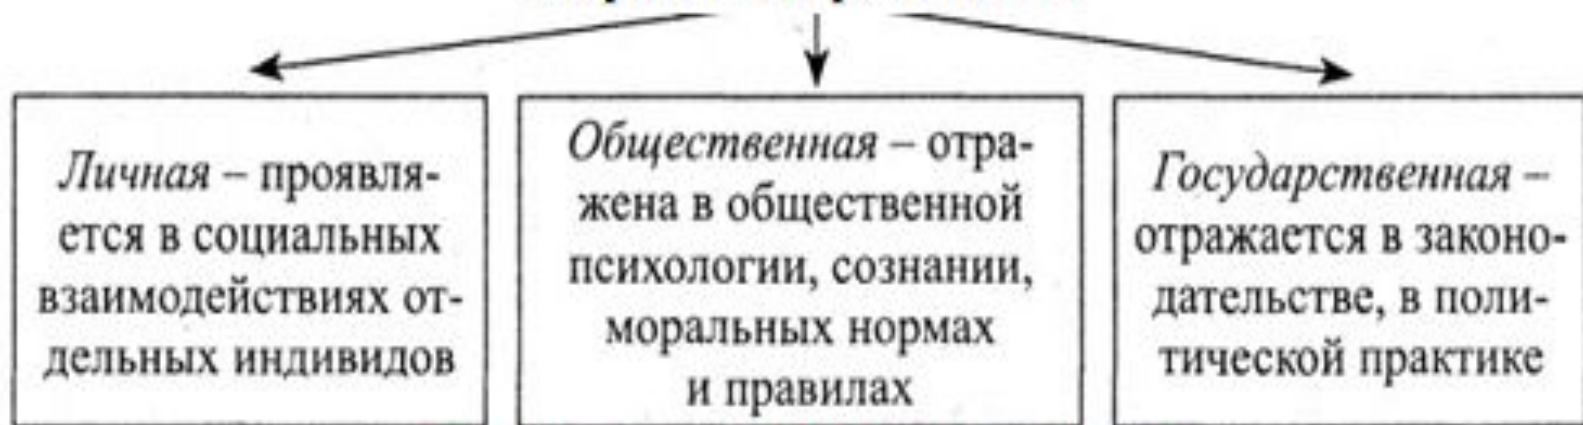 Личная – проявля-
ется в социальных
взаимодействиях от-
дельных индивидов
Общественная – отра-
жена в общественной
психологии, сознании,
моральных нормах
и правилах
Государственная –
отражается в законо-
дательстве, в поли-
тической практике